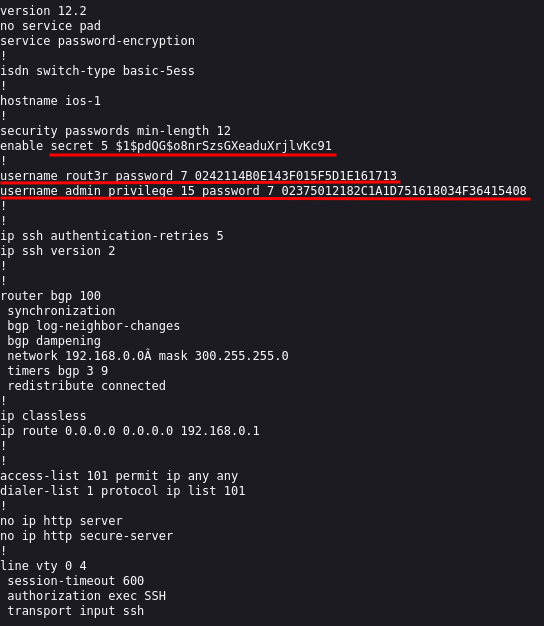 version 12.2
no service pad
service password-encryption
!
isdn switch-type basic-5ess
!
hostname ios-1
!
security passwords min-length 12
enable secret 5 $1$pdQG$o8nrSzsGXeaduXrjlvKc91
!
username rout3r password 7 0242114B0E143F015F5D1E161713
username admin privilege 15 password 7 02375012182C1A1D751618034F36415408
!
!
ip ssh authentication-retries 5
ip ssh version 2
!
!
router bgp 100
 synchronization
 bgp log-neighbor-changes
 bgp dampening
 network 192.168.0.0Â mask 300.255.255.0
 timers bgp 3 9
 redistribute connected
!
ip classless
ip route 0.0.0.0 0.0.0.0 192.168.0.1
!
!
access-list 101 permit ip any any
dialer-list 1 protocol ip list 101
!
no ip http server
no ip http secure-server
!
line vty 0 4
 session-timeout 600
 authorization exec SSH
 transport input ssh